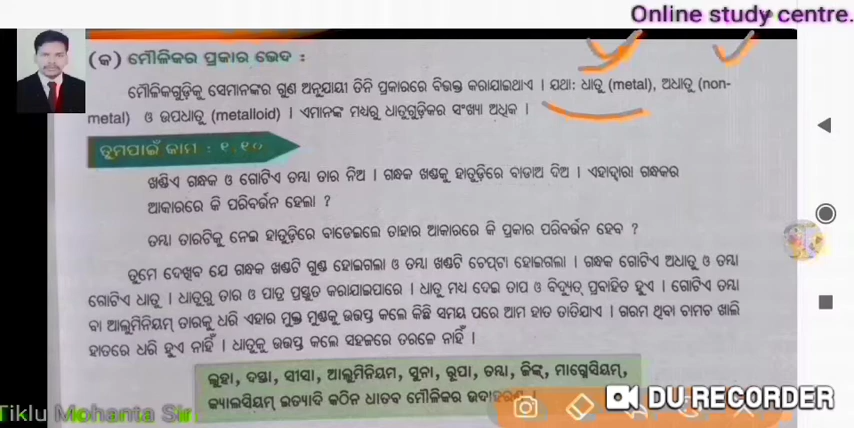 Online study centre.
(କ) ମୌଳିକର ପ୍ରକାର ଭେଦ :
ମୌଳିକଗୁଡ଼ିକୁ ସେମାନଙ୍କର ଗୁଣ ଅନୁଯାୟୀ ତିନି ପ୍ରକାରରେ ବିଭକ୍ତ କରାଯାଇଥାଏ । ଯଥା: ଧାତୁ (metal), ଅଧାତୁ (non-
metal) ଓ ଉପଧାତୁ (metalloid) । ଏମାନଙ୍କ ମଧ୍ୟରୁ ଧାତୁଗୁଡ଼ିକର ସଂଖ୍ୟା ଅଧିକ ।
ତୁମପାଇଁ କାମ : ୧.୧୦
ଖଣ୍ଡିଏ ଗନ୍ଧକ ଓ ଗୋଟିଏ ତମ୍ବା ତାର ନିଅ । ଗନ୍ଧକ ଖଣ୍ଡକୁ ହାତୁଡ଼ିରେ ବାଡାଅ ଦିଅ । ଏହାଦ୍ୱାରା ଗନ୍ଧକର
ଆକାରରେ କି ପରିବର୍ତ୍ତନ ହେଲା ?
ତମ୍ବା ତାରଟିକୁ ନେଇ ହାତୁଡ଼ିରେ ବାଡେଇଲେ ତାହାର ଆକାରରେ କି ପ୍ରକାର ପରିବର୍ତ୍ତନ ହେବ ?
ତୁମେ ଦେଖିବ ଯେ ଗନ୍ଧକ ଖଣ୍ଡଟି ଗୁଣ୍ଡ ହୋଇଗଲା ଓ ତମ୍ବା ଖଣ୍ଡଟି ଚେପ୍ଟା ହୋଇଗଲା । ଗନ୍ଧକ ଗୋଟିଏ ଅଧାତୁ ଓ ତମ୍ବା
ଗୋଟିଏ ଧାତୁ । ଧାତୁରୁ ତାର ଓ ପାତ୍ର ପ୍ରସ୍ତୁତ କରାଯାଇପାରେ । ଧାତୁ ମଧ୍ୟ ଦେଇ ତାପ ଓ ବିଦ୍ୟୁତ୍ ପ୍ରବାହିତ ହୁଏ । ଗୋଟିଏ ତମ୍ବା
ବା ଆଲୁମିନିୟମ୍ ତାରକୁ ଧରି ଏହାର ମୁକ୍ତ ମୁଣ୍ଡକୁ ଉତ୍ତପ୍ତ କଲେ କିଛି ସମୟ ପରେ ଆମ ହାତ ତାତିଯାଏ । ଗରମ ଥିବା ଚାମଚ ଖାଲି
ହାତରେ ଧରି ହୁଏ ନାହିଁ । ଧାତୁକୁ ଉତ୍ତପ୍ତ କଲେ ସହଜରେ ତରଳେ ନାହିଁ ।
ଲୁହା, ଦସ୍ତା, ସୀସା, ଆଲୁମିନିୟମ, ସୁନା, ରୂପା, ତମ୍ବା, ଜିଙ୍କ୍, ମାଗ୍ନେସିୟମ୍,
କ୍ୟାଲସିୟମ୍ ଇତ୍ୟାଦି କଠିନ ଧାତବ ମୌଳିକର ଉଦାହରଣ ।
DU RECORDER
Tiklu Mohanta Sir